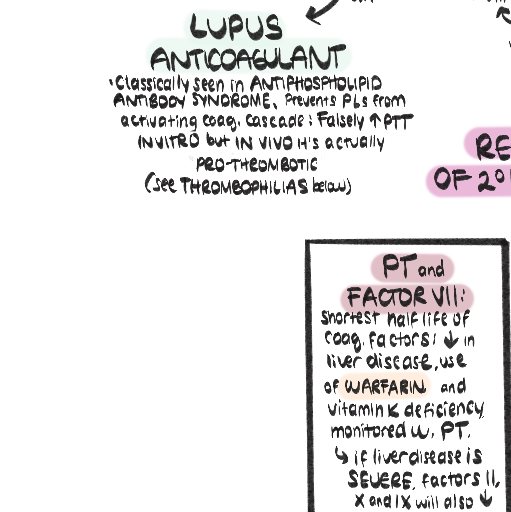 LUPUS
ANTICOAGULANT
•Classically seen in ANTIPHOSPHOLIPID
ANTIBODY SYNDROME. Prevents PLs from
activating coag. cascade: Falsely ↑PTT
INVITRO but IN VIVO it's actually
PRO-THROMBOTIC
(see THROMBOPHILIAS below)
RE
OF 2°
PT and
FACTOR VII:
shortest half life of
coag. factors: ↓ in
liver disease, use
of WARFARIN and
vitamin K deficiency
monitored w. PT.
↳ if liver disease is
SEVERE, factors II,
X and IX will also ↓